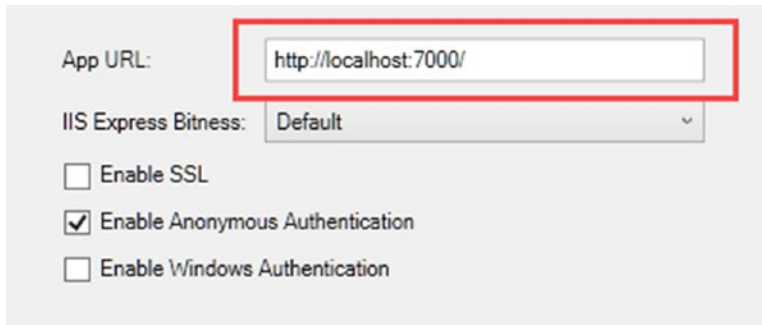 App URL: http://localhost:7000/
IIS Express Bitness: Default
Enable SSL
Enable Anonymous Authentication
Enable Windows Authentication